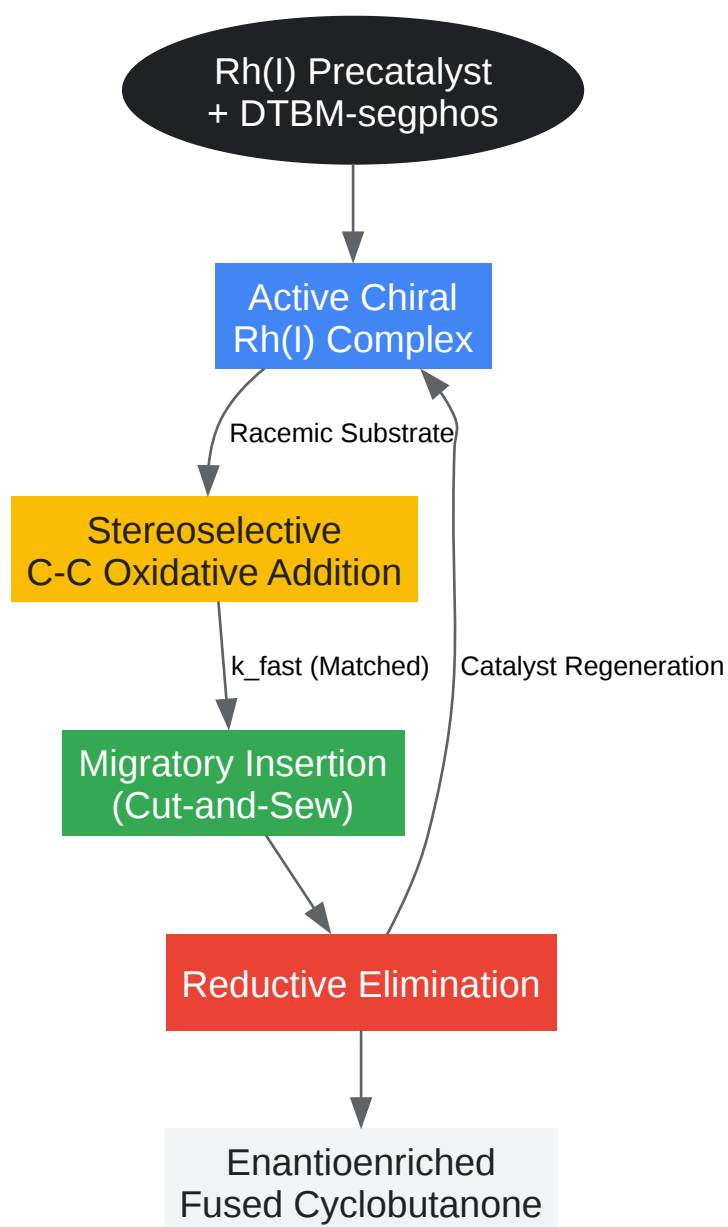 Rh(I) Precatalyst
+ DTBM-segphos
Active Chiral
Rh(I) Complex
Racemic Substrate
Stereoselective
C-C Oxidative Addition
k_fast (Matched)
Catalyst Regeneration
Migratory Insertion
(Cut-and-Sew)
Reductive Elimination
Enantioenriched
Fused Cyclobutanone